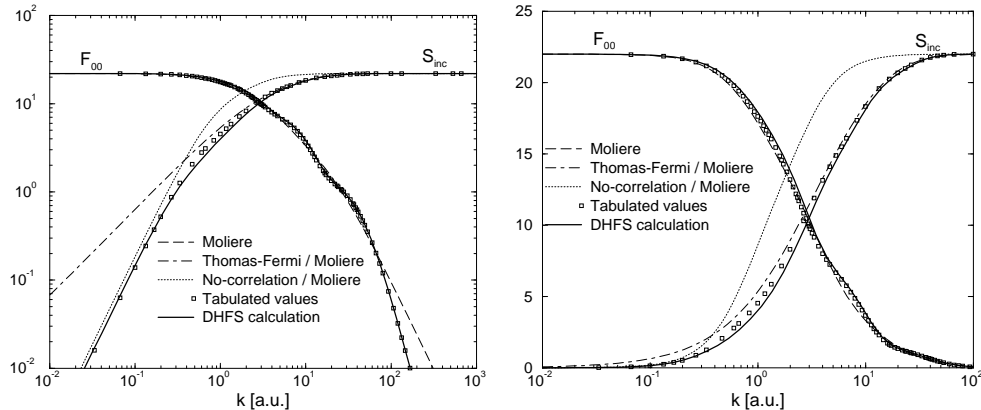 F₀₀
S_inc
10²
10¹
10⁰
10⁻¹
10⁻²
Moliere
Thomas-Fermi / Moliere
No-correlation / Moliere
Tabulated values
DHFS calculation
10⁻² 10⁻¹ 10⁰ 10¹ 10² 10³
k [a.u.]
25
20
15
10
5
0
F₀₀
S_inc
Moliere
Thomas-Fermi / Moliere
No-correlation / Moliere
Tabulated values
DHFS calculation
10⁻² 10⁻¹ 10⁰ 10¹ 10²
k [a.u.]